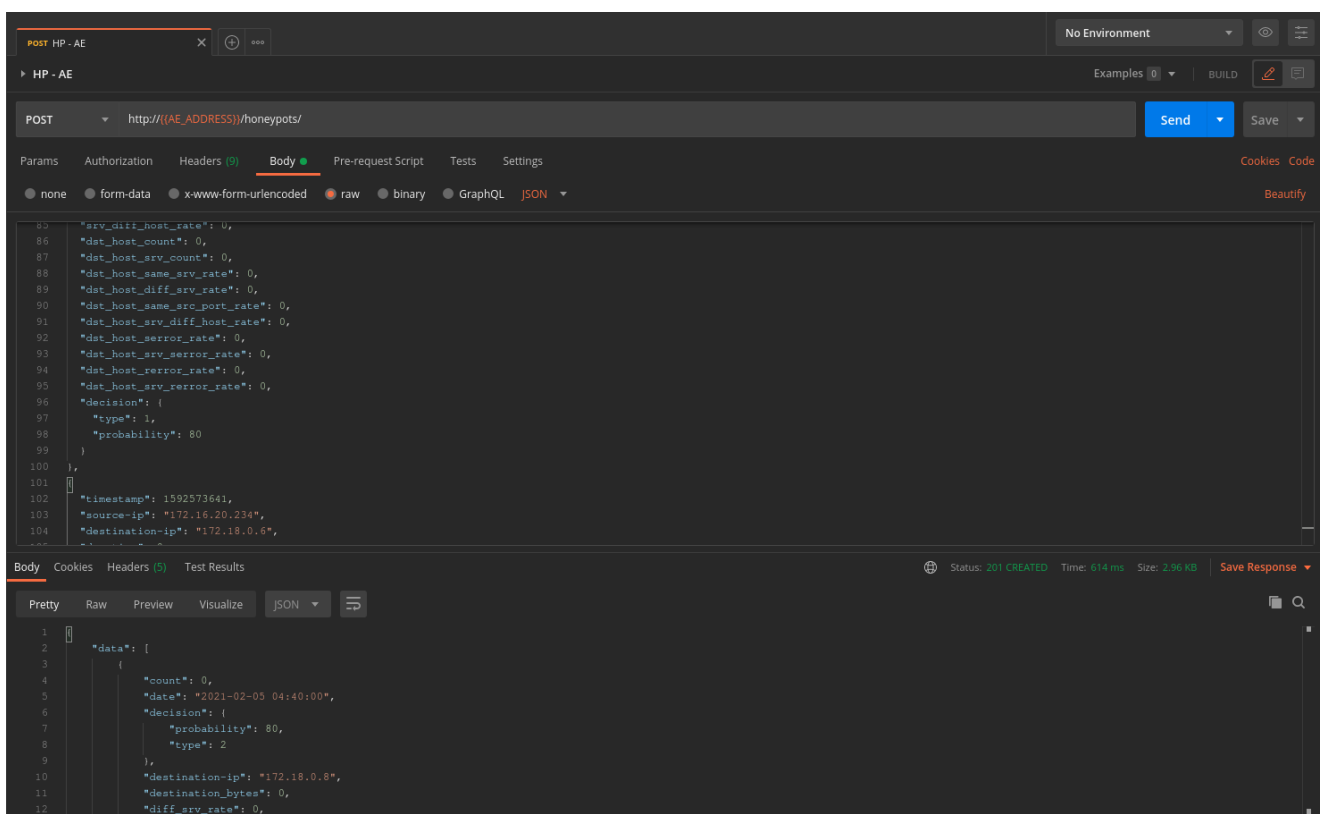 POST HP - AE
No Environment
HP - AE
Examples 0
BUILD
POST http://{{AE_ADDRESS}}/honeypots/
Send
Save
Params Authorization Headers (9) Body Pre-request Script Tests Settings
Cookies Code
none form-data x-www-form-urlencoded raw binary GraphQL JSON
Beautify
85 "srv_diff_host_rate": 0,
86 "dst_host_count": 0,
87 "dst_host_srv_count": 0,
88 "dst_host_same_srv_rate": 0,
89 "dst_host_diff_srv_rate": 0,
90 "dst_host_same_src_port_rate": 0,
91 "dst_host_srv_diff_host_rate": 0,
92 "dst_host_serror_rate": 0,
93 "dst_host_srv_serror_rate": 0,
94 "dst_host_rerror_rate": 0,
95 "dst_host_srv_rerror_rate": 0,
96 "decision": {
97 "type": 1,
98 "probability": 80
99 }
100 },
101 {
102 "timestamp": 1592573641,
103 "source-ip": "172.16.20.234",
104 "destination-ip": "172.18.0.6",
Body Cookies Headers (5) Test Results
Status: 201 CREATED Time: 614 ms Size: 2.96 KB Save Response
Pretty Raw Preview Visualize JSON
1 {
2 "data": [
3 {
4 "count": 0,
5 "date": "2021-02-05 04:40:00",
6 "decision": {
7 "probability": 80,
8 "type": 2
9 },
10 "destination-ip": "172.18.0.8",
11 "destination_bytes": 0,
12 "diff_srv_rate": 0,